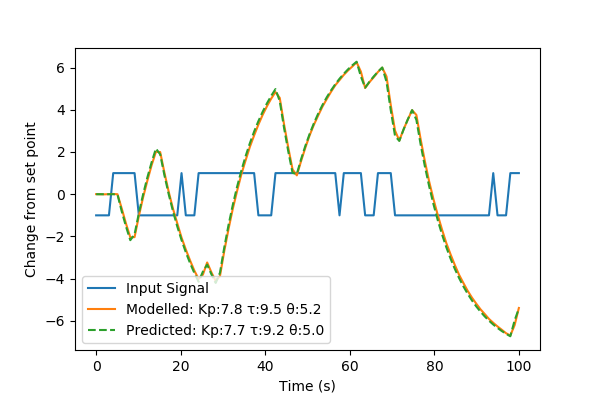 6
4
2
0
−2
−4
−6
Change from set point
Input Signal
Modelled: Kp:7.8 τ:9.5 θ:5.2
Predicted: Kp:7.7 τ:9.2 θ:5.0
0 20 40 60 80 100
Time (s)